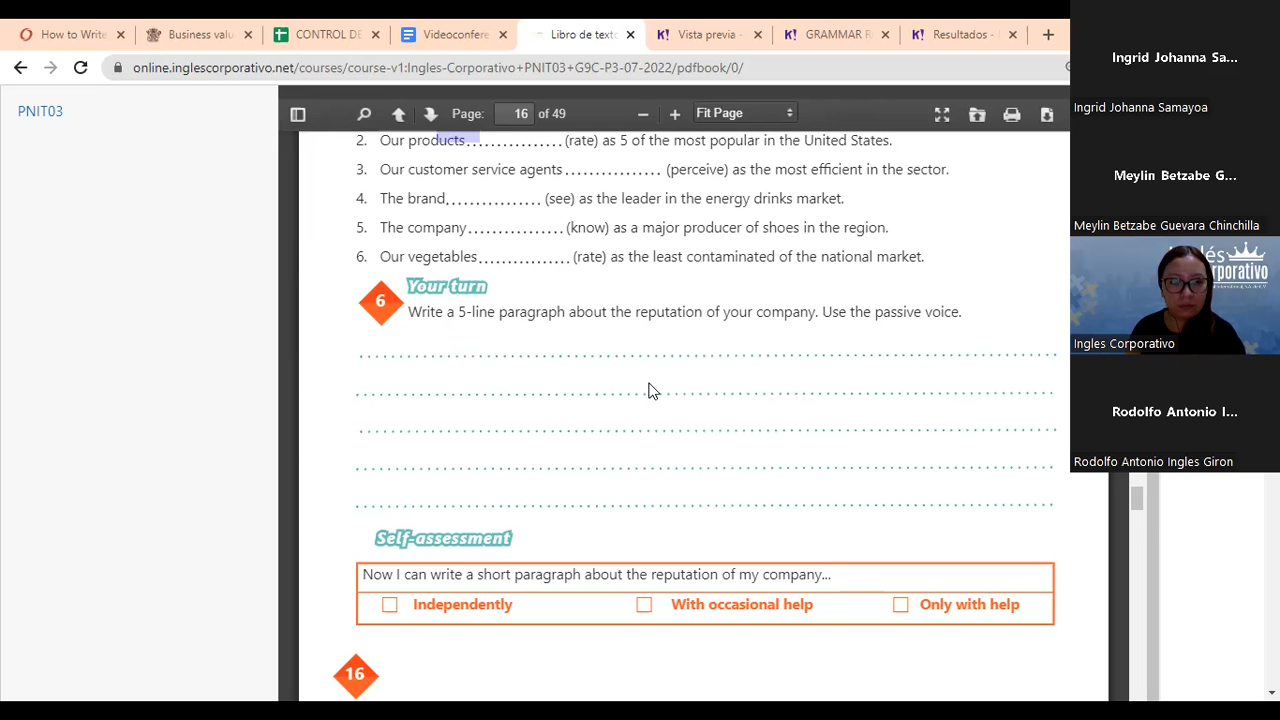 How to Write
Business valu
CONTROL DE
Videoconfere
Libro de texto
Vista previa -
GRAMMAR R
Resultados -
online.inglescorporativo.net/courses/course-v1:Ingles-Corporativo+PNIT03+G9C-P3-07-2022/pdfbook/0/
PNIT03
Page: 16 of 49
Fit Page
2. Our products................(rate) as 5 of the most popular in the United States.
3. Our customer service agents ................ (perceive) as the most efficient in the sector.
4. The brand................ (see) as the leader in the energy drinks market.
5. The company................ (know) as a major producer of shoes in the region.
6. Our vegetables................ (rate) as the least contaminated of the national market.
6
Your turn
Write a 5-line paragraph about the reputation of your company. Use the passive voice.
Self-assessment
Now I can write a short paragraph about the reputation of my company...
Independently
With occasional help
Only with help
16
Ingrid Johanna Sa...
Ingrid Johanna Samayoa
Meylin Betzabe G...
Meylin Betzabe Guevara Chinchilla
Ingles Corporativo
Rodolfo Antonio I...
Rodolfo Antonio Ingles Giron